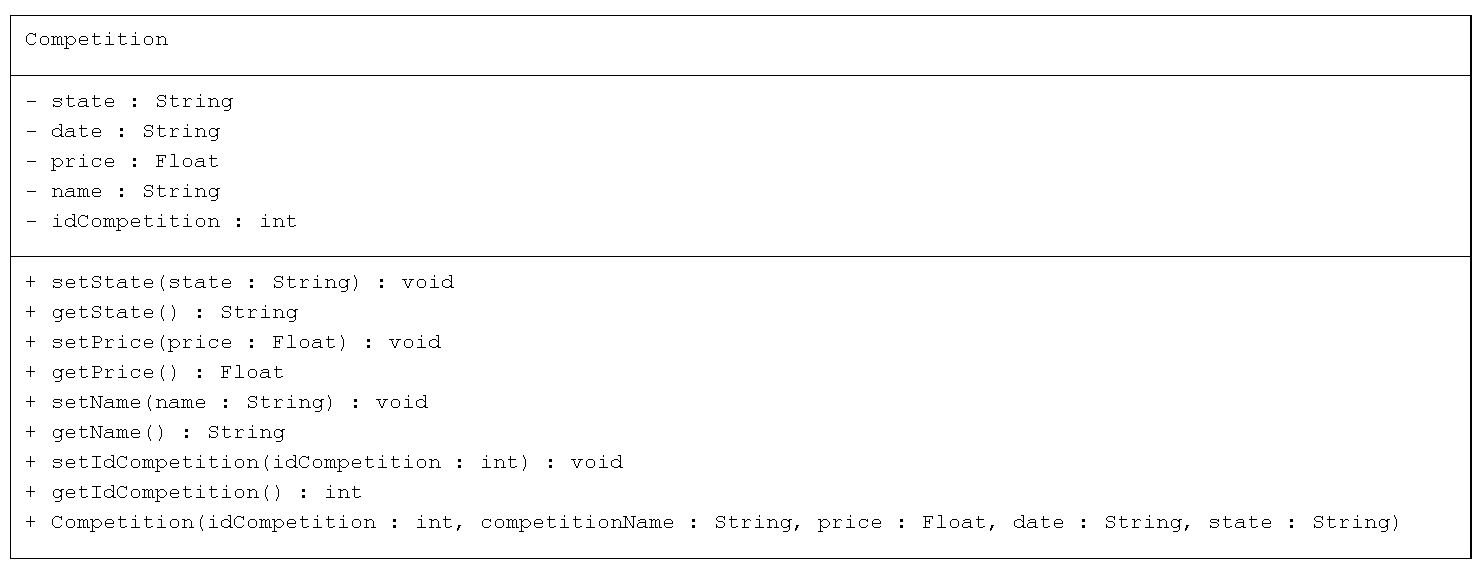 Competition
- state : String
- date : String
- price : Float
- name : String
- idCompetition : int
+ setState(state : String) : void
+ getState() : String
+ setPrice(price : Float) : void
+ getPrice() : Float
+ setName(name : String) : void
+ getName() : String
+ setIdCompetition(idCompetition : int) : void
+ getIdCompetition() : int
+ Competition(idCompetition : int, competitionName : String, price : Float, date : String, state : String)